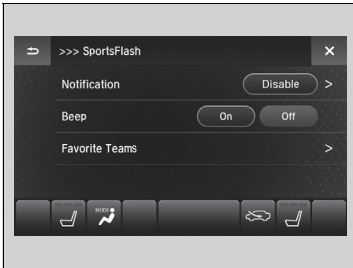 >>> SportsFlash
Notification Disable >
Beep On Off
Favorite Teams >
MODE